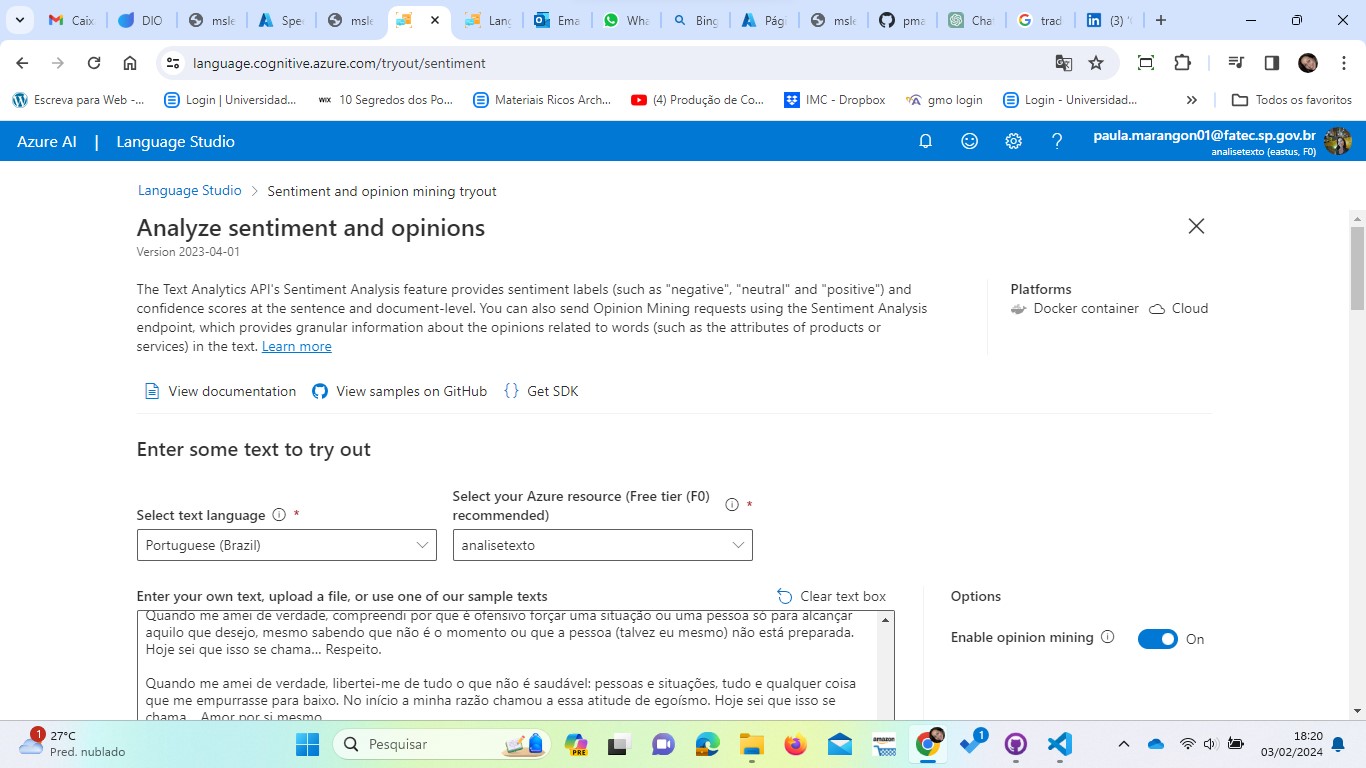 Caix
DIO
msle
Spee
msle
Lang
Ema
Wha
Bing
Pági
msle
pma
Cha
trad
(3) "
language.cognitive.azure.com/tryout/sentiment
Escreva para Web -...
Login | Universidad...
WIX 10 Segredos dos Po...
Materiais Ricos Arch...
(4) Produção de Co...
IMC - Dropbox
gmo login
Login - Universidad...
Todos os favoritos
Azure AI | Language Studio
paula.marangon01@fatec.sp.gov.br
analisetexto (eastus, F0)
Language Studio > Sentiment and opinion mining tryout
Analyze sentiment and opinions
Version 2023-04-01
The Text Analytics API's Sentiment Analysis feature provides sentiment labels (such as "negative", "neutral" and "positive") and
confidence scores at the sentence and document-level. You can also send Opinion Mining requests using the Sentiment Analysis
endpoint, which provides granular information about the opinions related to words (such as the attributes of products or
services) in the text. Learn more
Platforms
Docker container
Cloud
View documentation
View samples on GitHub
{} Get SDK
Enter some text to try out
Select text language *
Select your Azure resource (Free tier (F0)
recommended) *
Portuguese (Brazil)
analisetexto
Enter your own text, upload a file, or use one of our sample texts
Clear text box
Quando me amei de verdade, compreendi por que é ofensivo forçar uma situação ou uma pessoa só para alcançar
aquilo que desejo, mesmo sabendo que não é o momento ou que a pessoa (talvez eu mesmo) não está preparada.
Hoje sei que isso se chama... Respeito.
Quando me amei de verdade, libertei-me de tudo o que não é saudável: pessoas e situações, tudo e qualquer coisa
que me empurrasse para baixo. No início a minha razão chamou a essa atitude de egoísmo. Hoje sei que isso se
chama... Amor por si mesmo
Options
Enable opinion mining
On
1
27°C
Pred. nublado
Pesquisar
PRE
amazon
1
18:20
03/02/2024